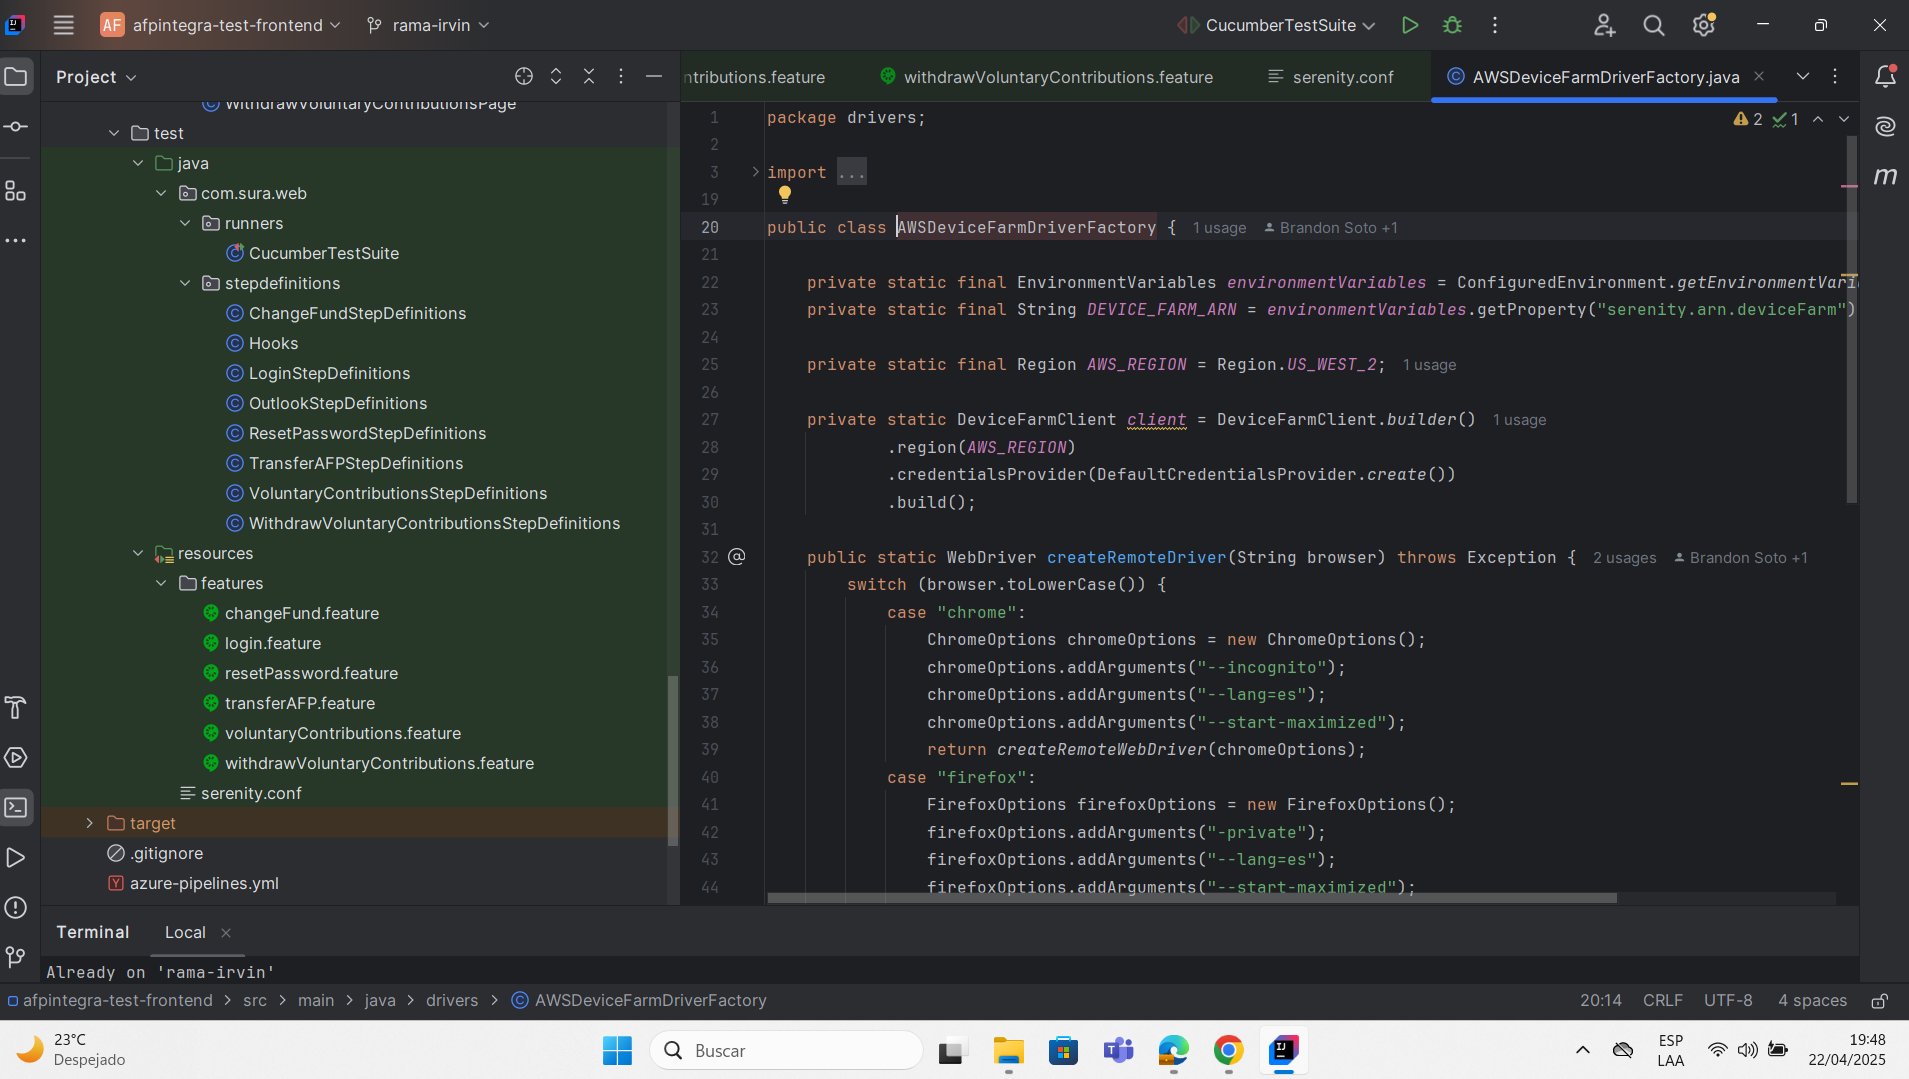 AF afpintegra-test-frontend rama-irvin CucumberTestSuite
Project
ntributions.feature withdrawVoluntaryContributions.feature serenity.conf AWSDeviceFarmDriverFactory.java
WithdrawVoluntaryContributionsPage
test
java
com.sura.web
runners
CucumberTestSuite
stepdefinitions
ChangeFundStepDefinitions
Hooks
LoginStepDefinitions
OutlookStepDefinitions
ResetPasswordStepDefinitions
TransferAFPStepDefinitions
VoluntaryContributionsStepDefinitions
WithdrawVoluntaryContributionsStepDefinitions
resources
features
changeFund.feature
login.feature
resetPassword.feature
transferAFP.feature
voluntaryContributions.feature
withdrawVoluntaryContributions.feature
serenity.conf
target
.gitignore
azure-pipelines.yml
2 1
1 package drivers;
2
3 import ...
19
20 public class AWSDeviceFarmDriverFactory { 1 usage Brandon Soto +1
21
22 private static final EnvironmentVariables environmentVariables = ConfiguredEnvironment.getEnvironmentVari
23 private static final String DEVICE_FARM_ARN = environmentVariables.getProperty("serenity.arn.deviceFarm")
24
25 private static final Region AWS_REGION = Region.US_WEST_2; 1 usage
26
27 private static DeviceFarmClient client = DeviceFarmClient.builder() 1 usage
28 .region(AWS_REGION)
29 .credentialsProvider(DefaultCredentialsProvider.create())
30 .build();
31
32 @ public static WebDriver createRemoteDriver(String browser) throws Exception { 2 usages Brandon Soto +1
33 switch (browser.toLowerCase()) {
34 case "chrome":
35 ChromeOptions chromeOptions = new ChromeOptions();
36 chromeOptions.addArguments("--incognito");
37 chromeOptions.addArguments("--lang=es");
38 chromeOptions.addArguments("--start-maximized");
39 return createRemoteWebDriver(chromeOptions);
40 case "firefox":
41 FirefoxOptions firefoxOptions = new FirefoxOptions();
42 firefoxOptions.addArguments("-private");
43 firefoxOptions.addArguments("--lang=es");
44 firefoxOptions.addArguments("--start-maximized");
m
Terminal Local
Already on 'rama-irvin'
afpintegra-test-frontend > src > main > java > drivers > AWSDeviceFarmDriverFactory 20:14 CRLF UTF-8 4 spaces
23°C
Despejado
Buscar
ESP
LAA
19:48
22/04/2025